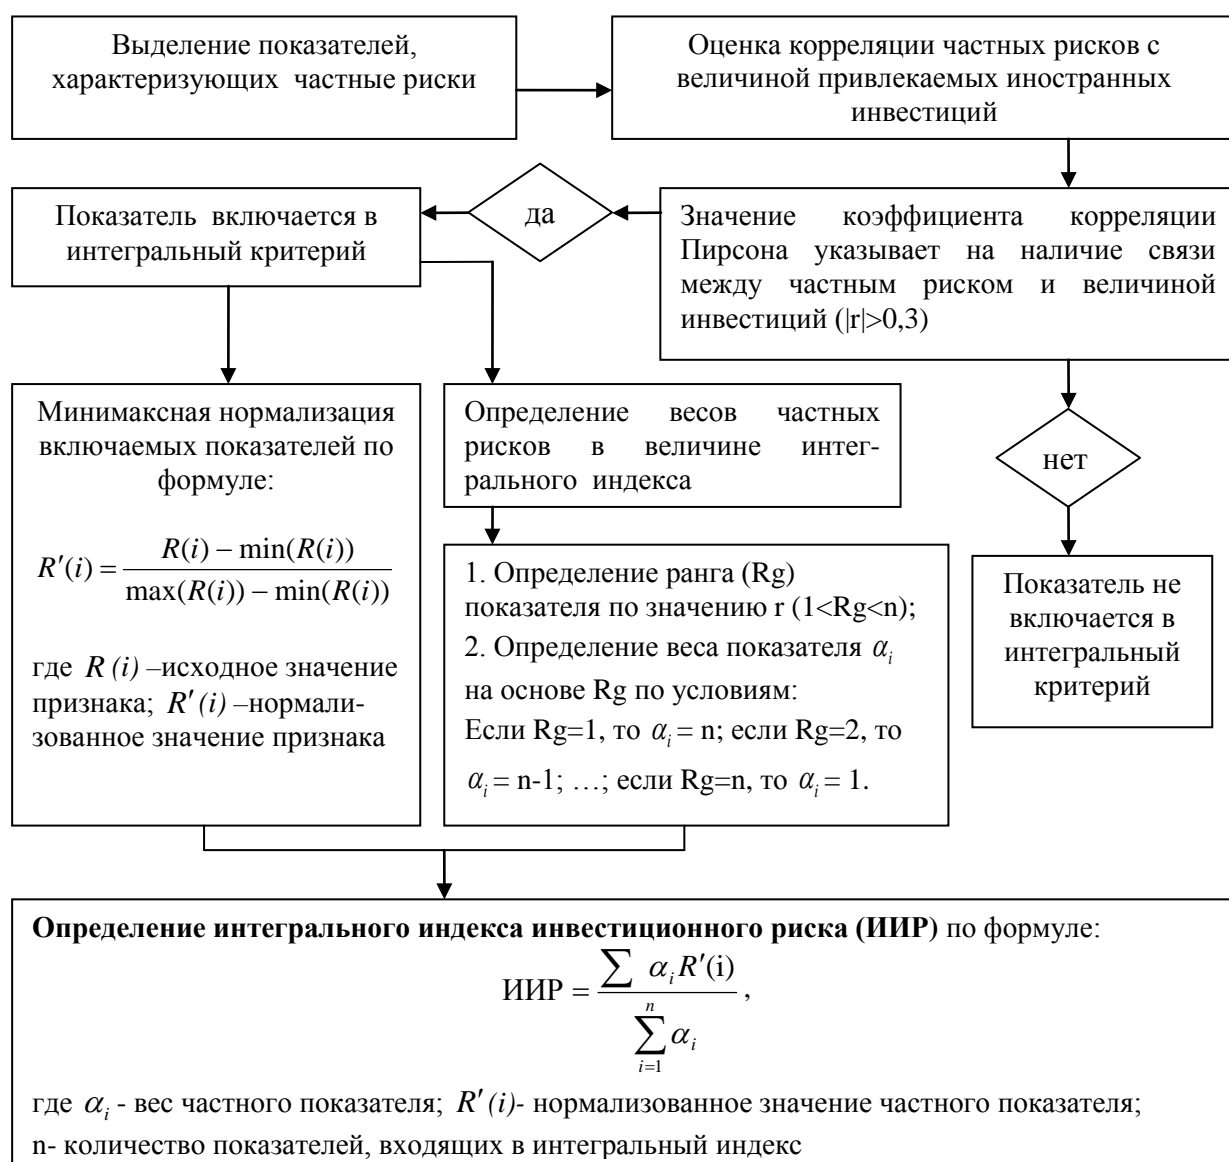 Выделение показателей,
характеризующих частные риски
Оценка корреляции частных рисков с
величиной привлекаемых иностранных
инвестиций
Показатель включается в
интегральный критерий
да
Значение коэффициента корреляции
Пирсона указывает на наличие связи
между частным риском и величиной
инвестиций (|r|>0,3)
Минимаксная нормализация
включаемых показателей по
формуле:
R'(i) = (R(i) − min(R(i))) / (max(R(i)) − min(R(i)))
где R(i) –исходное значение
признака; R'(i) –нормали-
зованное значение признака
Определение весов частных
рисков в величине интег-
рального индекса
нет
1. Определение ранга (Rg)
показателя по значению r (1<Rg<n);
2. Определение веса показателя αᵢ
на основе Rg по условиям:
Если Rg=1, то αᵢ = n; если Rg=2, то
αᵢ = n-1; …; если Rg=n, то αᵢ = 1.
Показатель не
включается в
интегральный
критерий
Определение интегрального индекса инвестиционного риска (ИИР) по формуле:
ИИР = ∑ αᵢR'(i) / ∑ⁿᵢ₌₁ αᵢ ,
где αᵢ - вес частного показателя; R'(i)- нормализованное значение частного показателя;
n- количество показателей, входящих в интегральный индекс